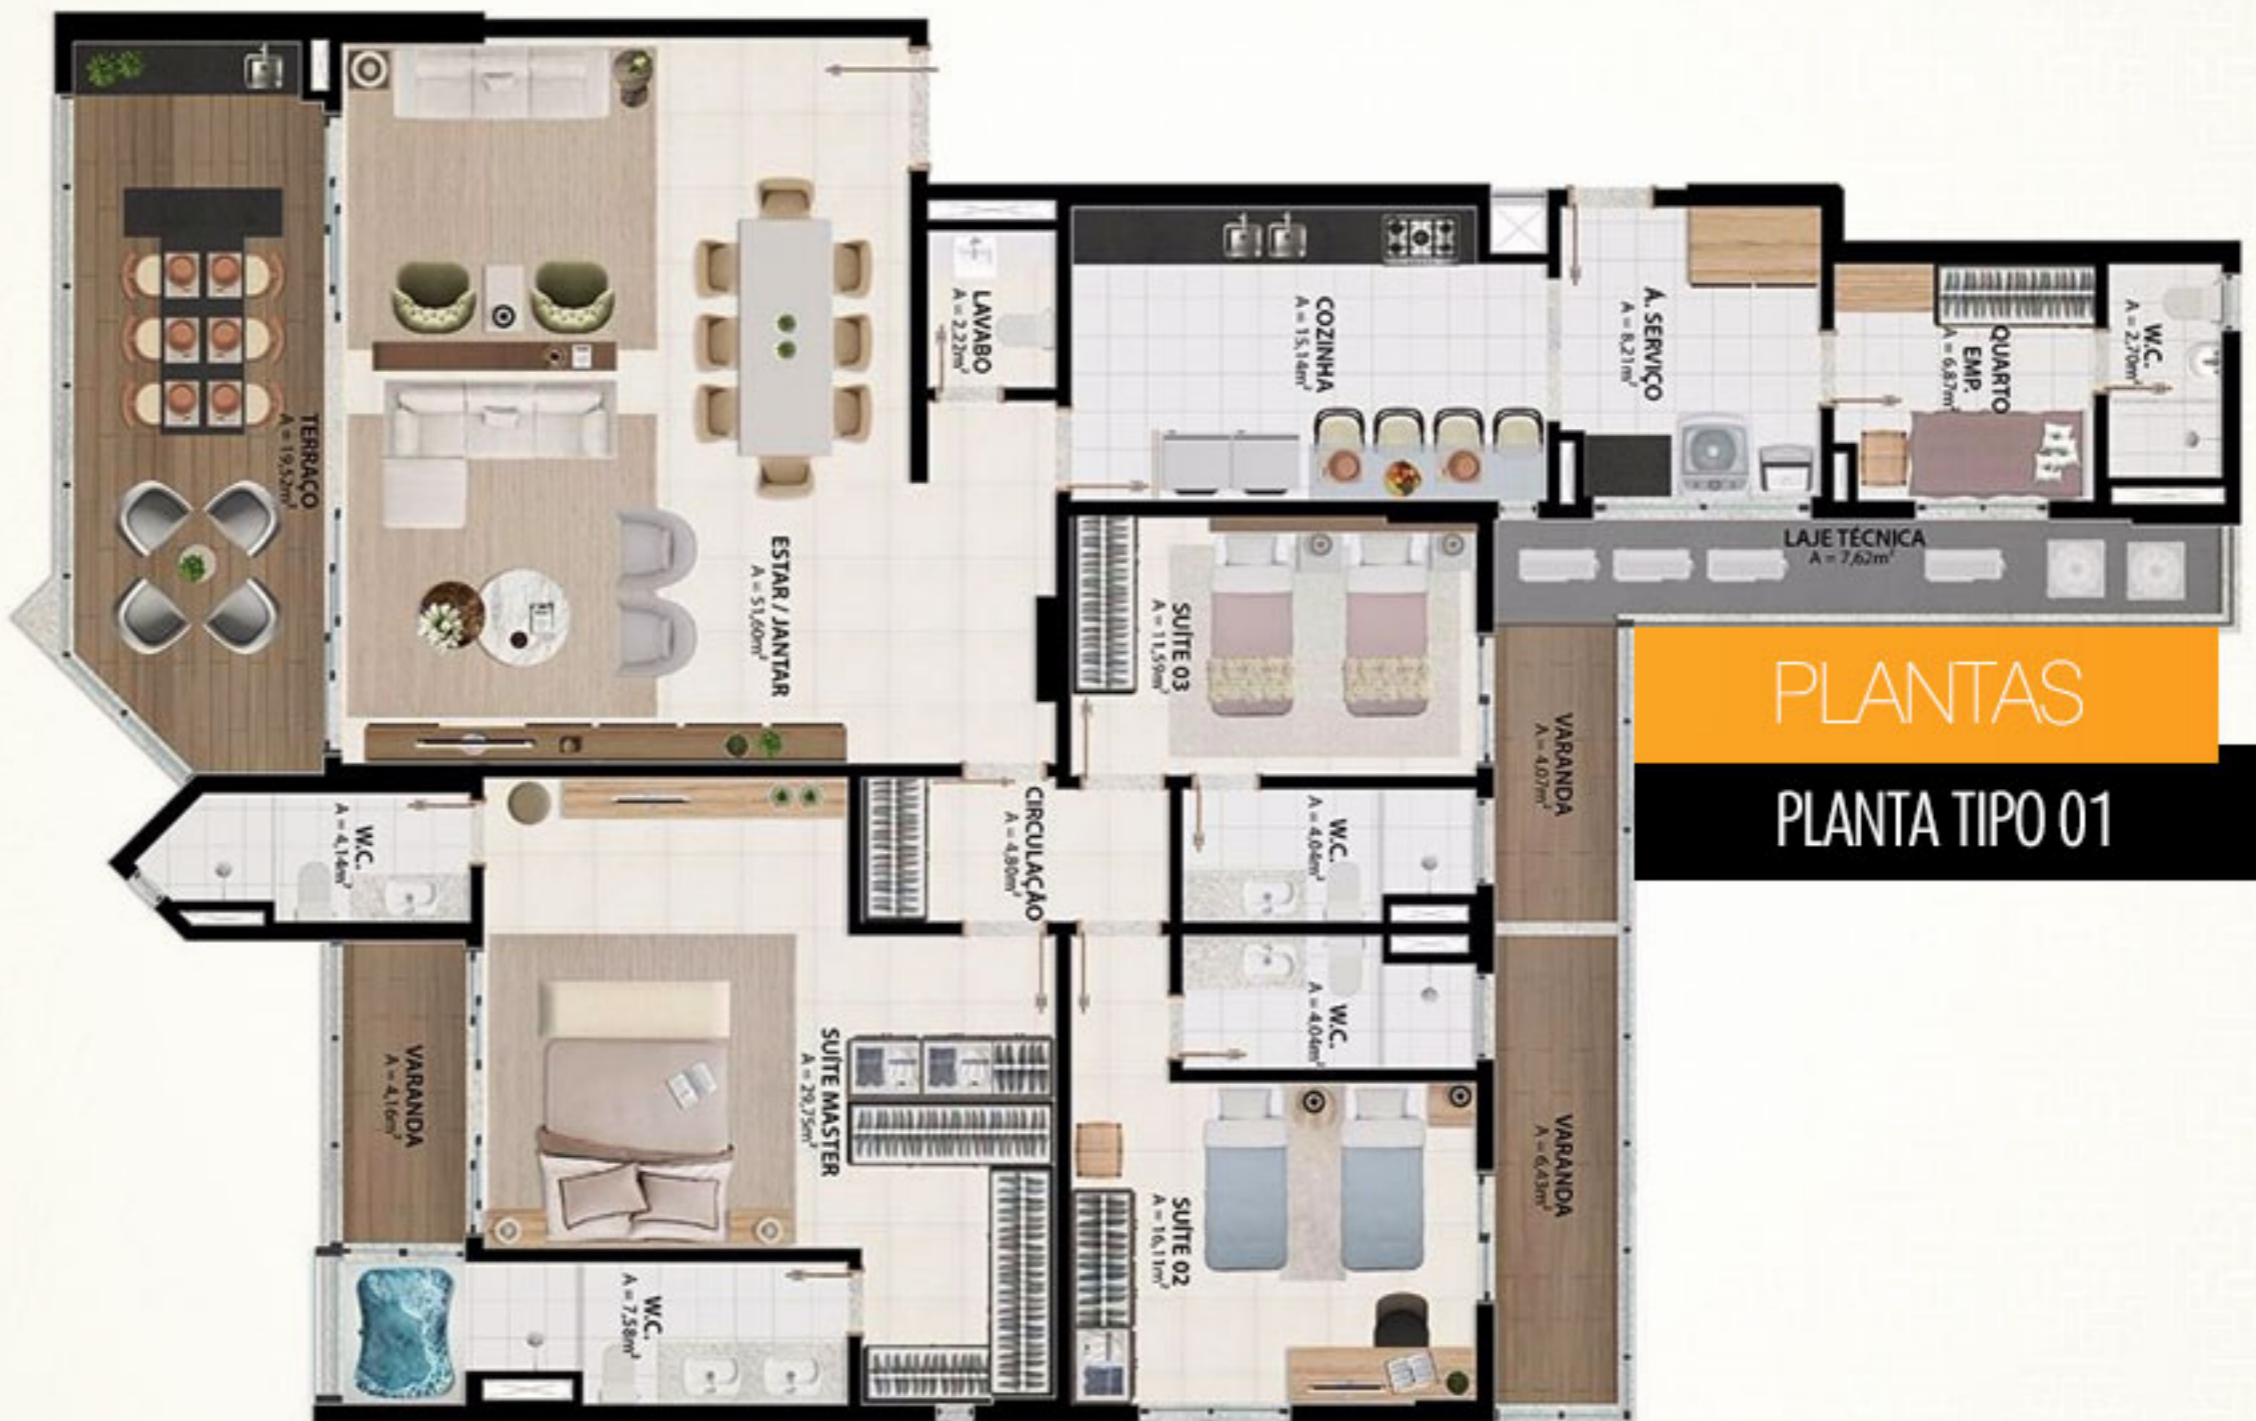 TERRAÇO
A = 19,52m²
ESTAR / JANTAR
A = 51,60m²
LAVABO
A = 2,22m²
COZINHA
A = 15,14m²
Á. SERVIÇO
A = 8,21m²
QUARTO
EMP.
A = 6,87m²
W.C.
A = 2,70m²
LAJE TÉCNICA
A = 7,62m²
SUÍTE 03
A = 11,59m²
VARANDA
A = 4,07m²
PLANTAS
PLANTA TIPO 01
W.C.
A = 4,14m²
CIRCULAÇÃO
A = 4,80m²
W.C.
A = 4,04m²
W.C.
A = 4,04m²
VARANDA
A = 4,16m²
SUÍTE MASTER
A = 29,75m²
SUÍTE 02
A = 16,11m²
VARANDA
A = 6,43m²
W.C.
A = 7,58m²